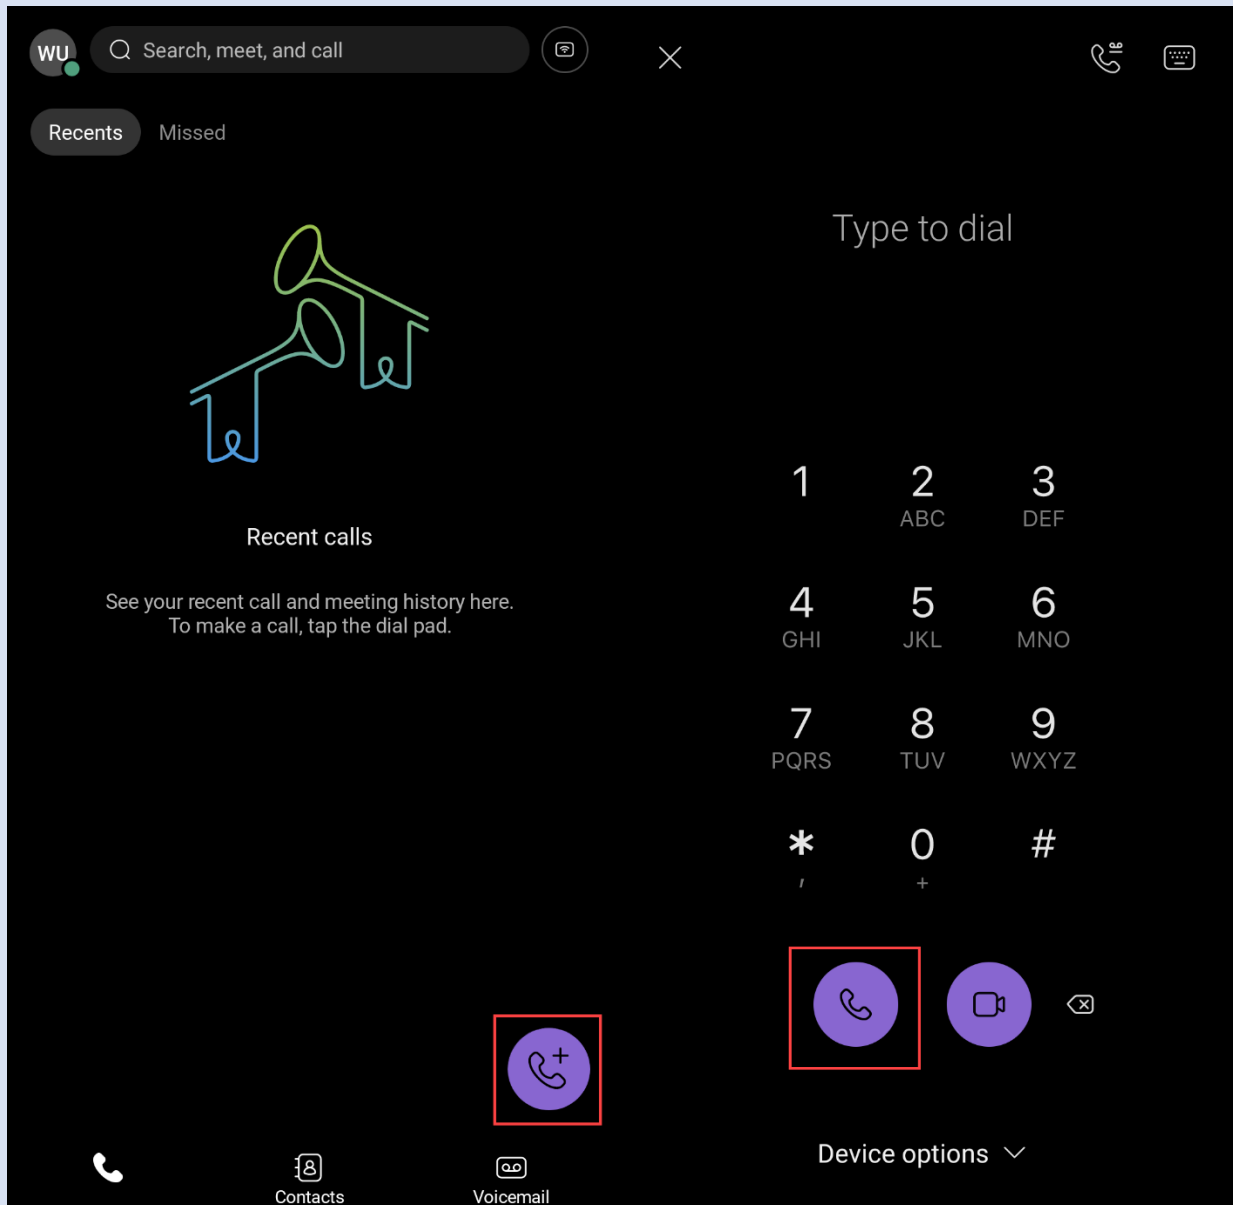 WU
Search, meet, and call
Recents
Missed
Recent calls
See your recent call and meeting history here.
To make a call, tap the dial pad.
Contacts
Voicemail
Type to dial
1
2
3
ABC
DEF
4
5
6
GHI
JKL
MNO
7
8
9
PQRS
TUV
WXYZ
*
0
#
,
+
Device options